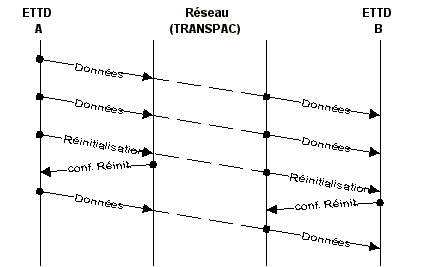 ETTD Réseau ETTD
A (TRANSPAC) B
Données
Données
Données
Données
Réinitialisation
Réinitialisation
conf. Réinit.
conf. Réinit.
Données
Données